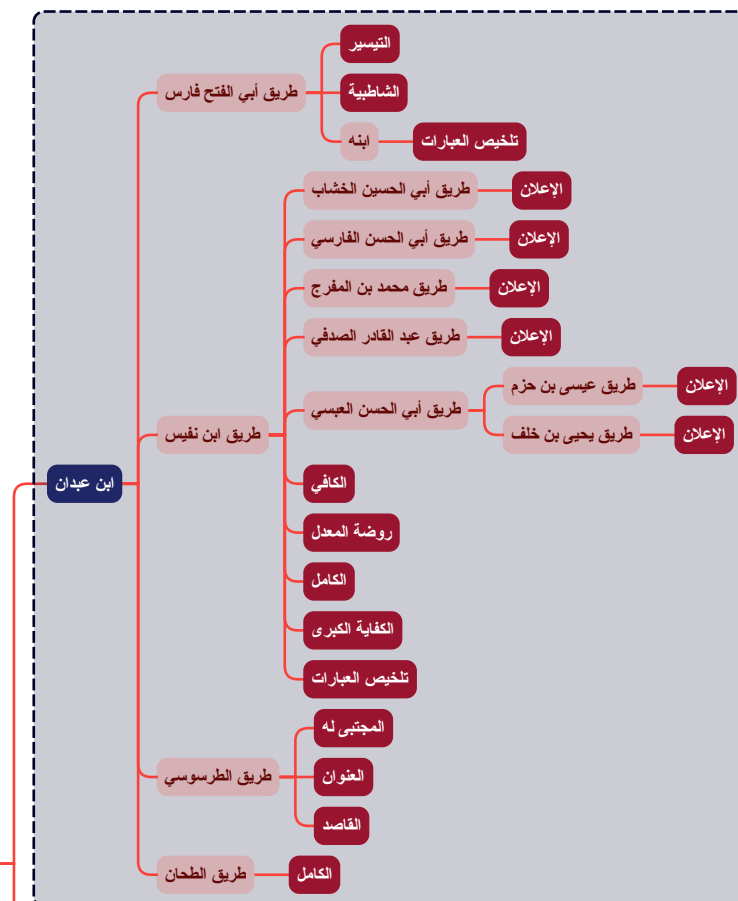 ابن عبدان
طريق أبي الفتح فارس
التيسير
الشاطبية
ابنه
تلخيص العبارات
طريق ابن نفيس
طريق أبي الحسين الخشاب
الإعلان
طريق أبي الحسن الفارسي
الإعلان
طريق محمد بن المفرج
الإعلان
طريق عبد القادر الصدفي
الإعلان
طريق أبي الحسن العبسي
طريق عيسى بن حزم
الإعلان
طريق يحيى بن خلف
الإعلان
الكافي
روضة المعدل
الكامل
الكفاية الكبرى
تلخيص العبارات
طريق الطرسوسي
المجتبى له
العنوان
القاصد
طريق الطحان
الكامل